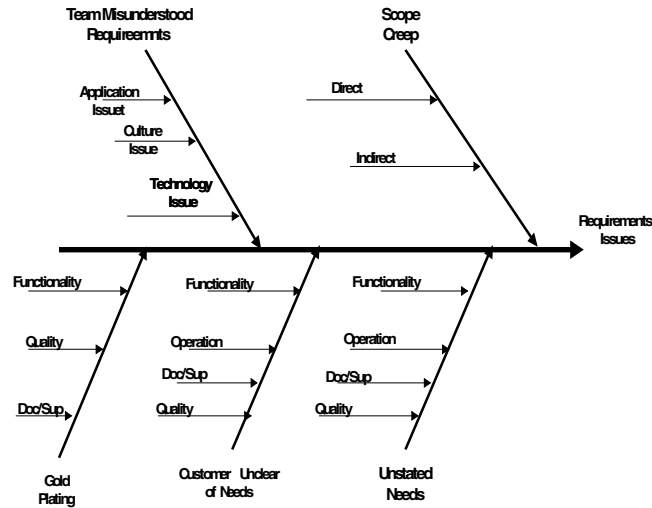 Team Misunderstood
Requireemnts
Scope
Creep
Application
Issuet
Culture
Issue
Technology
Issue
Direct
Indirect
Requirements
Issues
Functionality
Quality
Doc/Sup
Gold
Plating
Functionality
Operation
Doc/Sup
Quality
Customer Unclear
of Needs
Functionality
Operation
Doc/Sup
Quality
Unstated
Needs